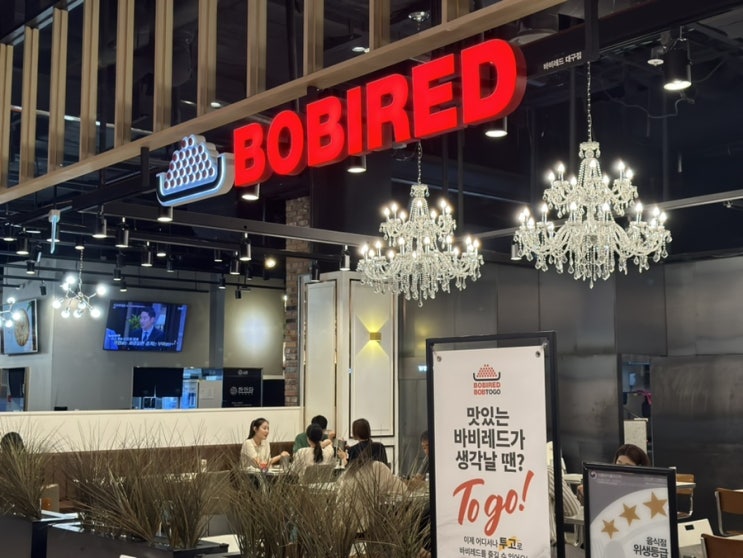 BOBIRED
바비레드 대구점
BOBIRED
BOBTOGO
맛있는
바비레드가
생각날 땐?
To go!
이제 어디서나 투고로
바비레드를 즐길 수 있어요!
음식점
위생등급